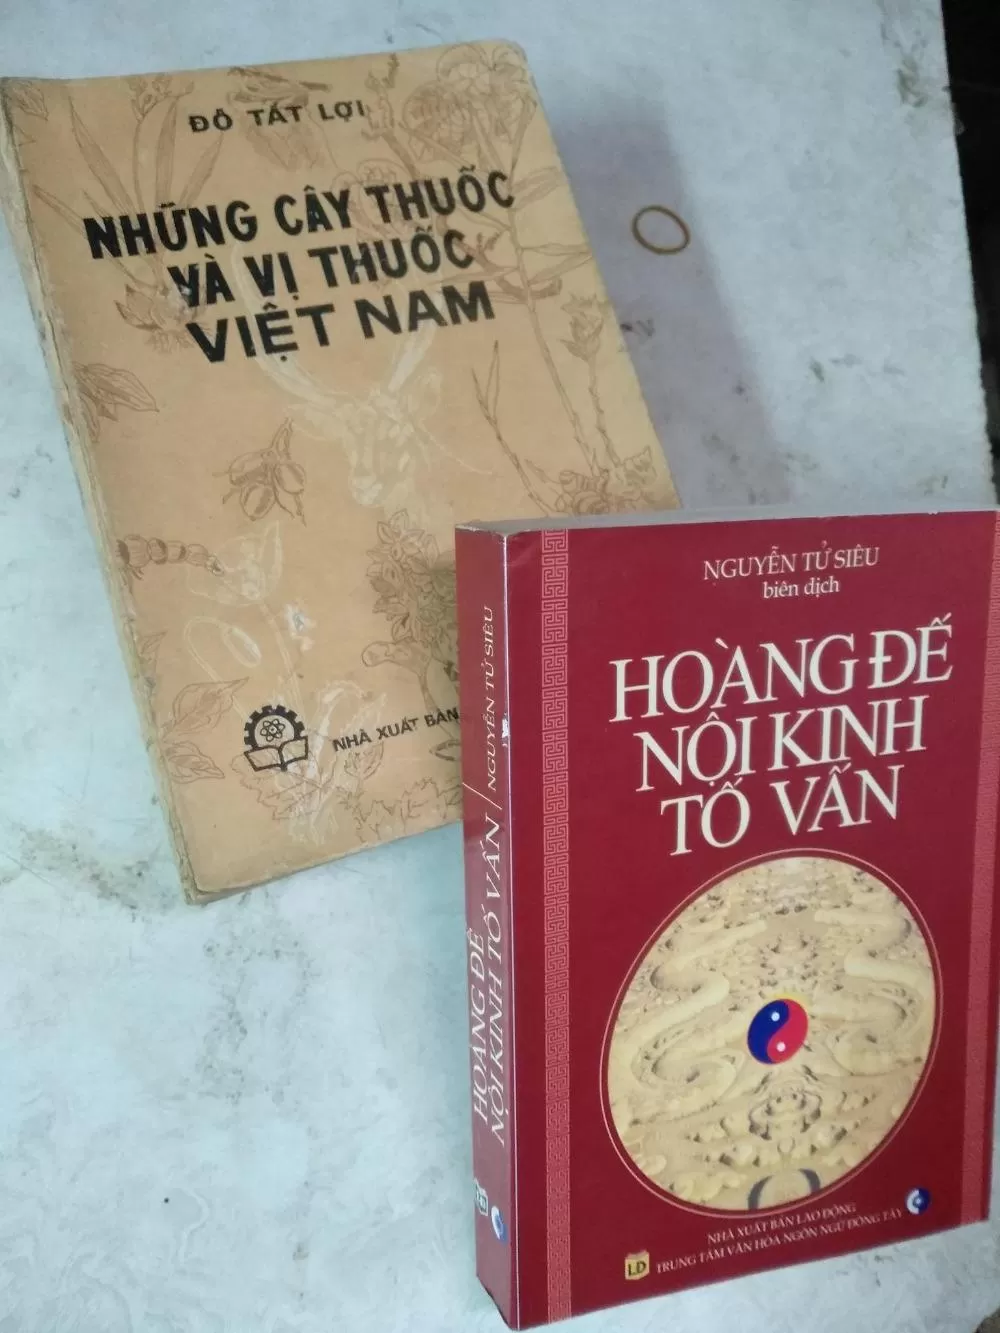 ĐỖ TẤT LỢI
NHỮNG CÂY THUỐC
VÀ VỊ THUỐC
VIỆT NAM
NHÀ XUẤT BẢN
NGUYỄN TỬ SIÊU
biên dịch
HOÀNG ĐẾ
NỘI KINH
TỐ VẤN
NHÀ XUẤT BẢN LAO ĐỘNG
TRUNG TÂM VĂN HÓA NGÔN NGỮ ĐÔNG TÂY
LD
HOÀNG ĐẾ
NỘI KINH TỐ VẤN / NGUYỄN TỬ SIÊU